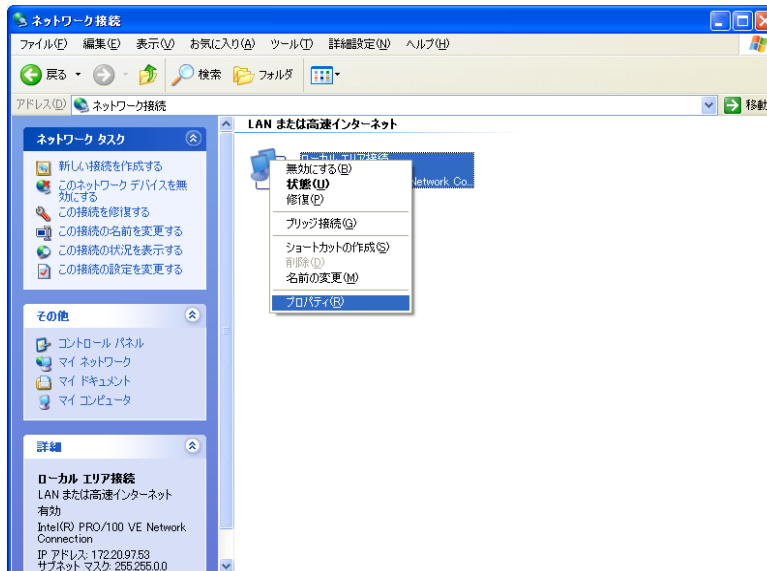 ネットワーク接続
ファイル(F) 編集(E) 表示(V) お気に入り(A) ツール(T) 詳細設定(N) ヘルプ(H)
戻る 検索 フォルダ
アドレス(D) ネットワーク接続 移動
ネットワーク タスク
新しい接続を作成する
このネットワーク デバイスを無
効にする
この接続を修復する
この接続の名前を変更する
この接続の状況を表示する
この接続の設定を変更する
その他
コントロール パネル
マイ ネットワーク
マイ ドキュメント
マイ コンピュータ
詳細
ローカル エリア接続
LAN または高速インターネット
有効
Intel(R) PRO/100 VE Network
Connection
IP アドレス: 172.20.97.53
サブネット マスク: 255.255.0.0
LAN または高速インターネット
ローカル エリア接続
Network Co...
無効にする(B)
状態(U)
修復(P)
ブリッジ接続(G)
ショートカットの作成(S)
削除(D)
名前の変更(M)
プロパティ(R)